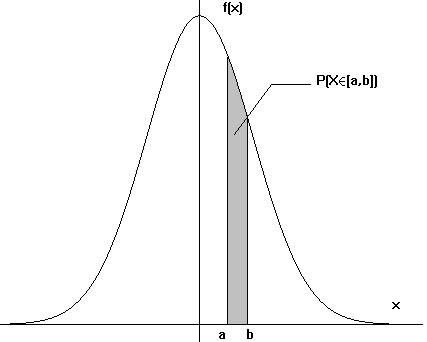 f(x)
P(X∈[a,b])
x
a b